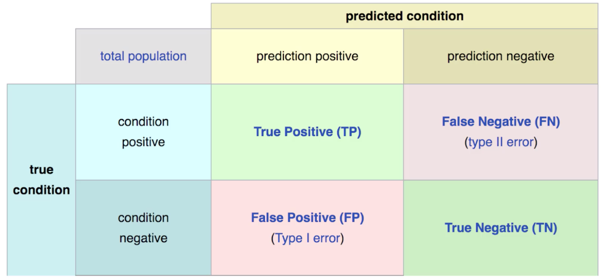 predicted condition
total population
prediction positive
prediction negative
true
condition
condition
positive
True Positive (TP)
False Negative (FN)
(type II error)
condition
negative
False Positive (FP)
(Type I error)
True Negative (TN)